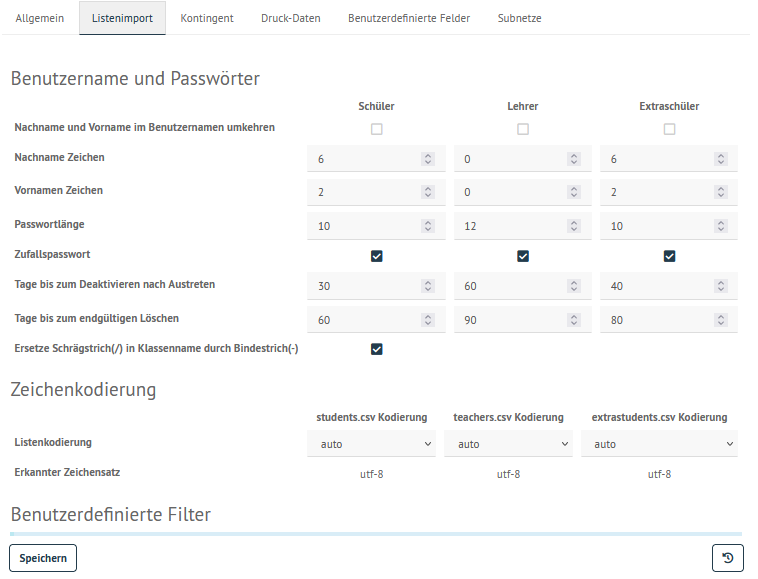 Allgemein Listenimport Kontingent Druck-Daten Benutzerdefinierte Felder Subnetze
Benutzername und Passwörter
Schüler Lehrer Extraschüler
Nachname und Vorname im Benutzernamen umkehren
Nachname Zeichen 6 0 6
Vornamen Zeichen 2 0 2
Passwortlänge 10 12 10
Zufallspasswort
Tage bis zum Deaktivieren nach Austreten 30 60 40
Tage bis zum endgültigen Löschen 60 90 80
Ersetze Schrägstrich(/) in Klassenname durch Bindestrich(-)
Zeichenkodierung
students.csv Kodierung teachers.csv Kodierung extrastudents.csv Kodierung
Listenkodierung auto auto auto
Erkannter Zeichensatz utf-8 utf-8 utf-8
Benutzerdefinierte Filter
Speichern